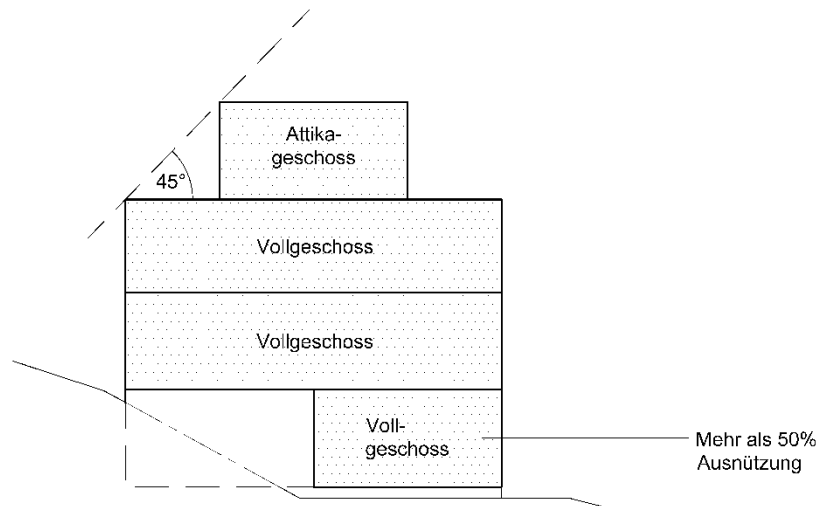 Attika-
geschoss
45°
Vollgeschoss
Vollgeschoss
Voll-
geschoss
Mehr als 50%
Ausnützung